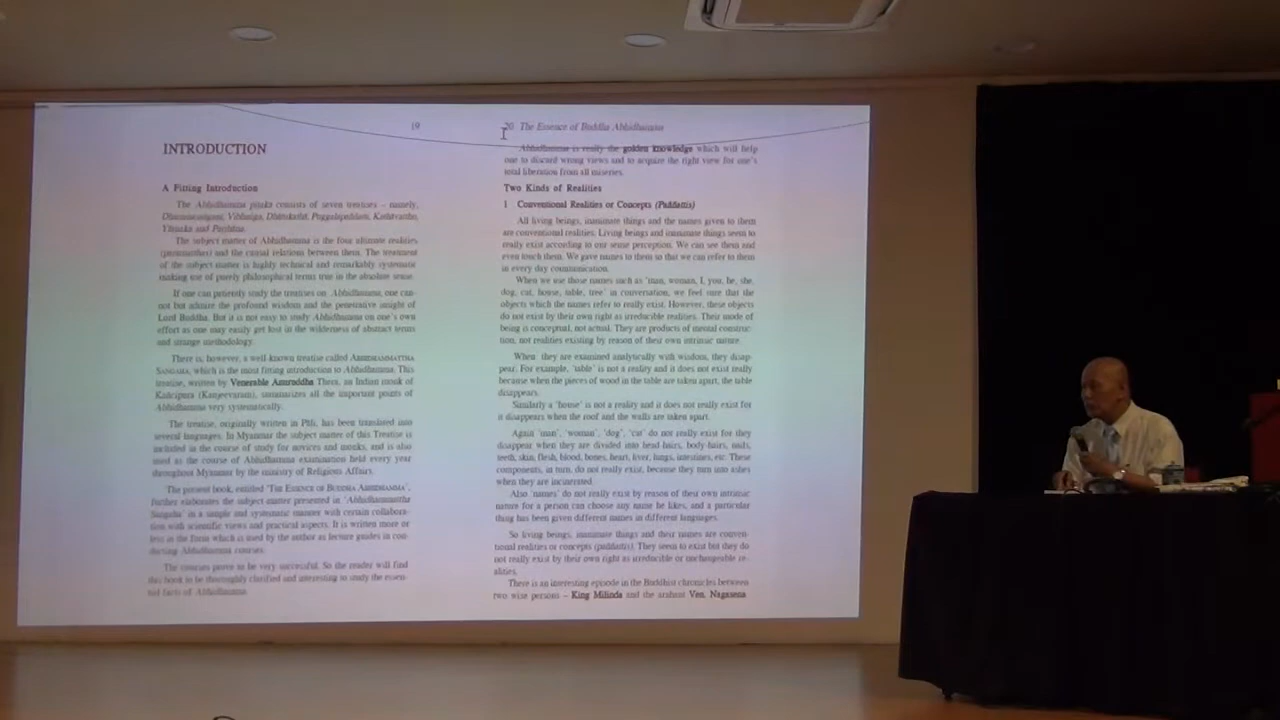 19
INTRODUCTION
A Fitting Introduction
The Abhidhamma pitaka consists of seven treatises – namely,
Dhammasangani, Vibhanga, Dhātukathā, Puggalapaññatti, Kathāvatthu,
Yamaka and Paṭṭhāna.
The subject matter of Abhidhamma is the four ultimate realities
(paramatthas) and the causal relations between them. The treatment
of the subject matter is highly technical and remarkably systematic
making use of purely philosophical terms true in the absolute sense.
If one can patiently study the treatises on Abhidhamma, one can-
not but admire the profound wisdom and the penetrative insight of
Lord Buddha. But it is not easy to study Abhidhamma on one's own
effort as one may easily get lost in the wilderness of abstract terms
and strange methodology.
There is, however, a well known treatise called ABHIDHAMMATTHA
SANGAHA, which is the most fitting introduction to Abhidhamma. This
treatise, written by Venerable Anuruddha Thera, an Indian monk of
Kañcipura (Kanjeevaram), summarizes all the important points of
Abhidhamma very systematically.
The treatise, originally written in Pāḷi, has been translated into
several languages. In Myanmar the subject matter of this Treatise is
included in the course of study for novices and monks, and is also
used as the course of Abhidhamma examination held every year
throughout Myanmar by the ministry of Religious Affairs.
The present book, entitled 'THE ESSENCE OF BUDDHA ABHIDHAMMA',
further elaborates the subject matter presented in 'Abhidhammattha
Sangaha' in a simple and systematic manner with certain collabora-
tion with scientific views and practical aspects. It is written more or
less in the form which is used by the author as lecture guides in con-
ducting Abhidhamma courses.
The courses prove to be very successful. So the reader will find
this book to be thoroughly clarified and interesting to study the essen-
tial facts of Abhidhamma.
20 The Essence of Buddha Abhidhamma
Abhidhamma is really the golden knowledge which will help
one to discard wrong views and to acquire the right view for one's
total liberation from all miseries.
Two Kinds of Realities
1 Conventional Realities or Concepts (Paññattis)
All living beings, inanimate things and the names given to them
are conventional realities. Living beings and inanimate things seem to
really exist according to our sense perception. We can see them and
even touch them. We gave names to them so that we can refer to them
in every day communication.
When we use those names such as 'man, woman, I, you, he, she,
dog, cat, house, table, tree' in conversation, we feel sure that the
objects which the names refer to really exist. However, these objects
do not exist by their own right as irreducible realities. Their mode of
being is conceptual, not actual. They are products of mental construc-
tion, not realities existing by reason of their own intrinsic nature.
When they are examined analytically with wisdom, they disap-
pear. For example, 'table' is not a reality and it does not exist really
because when the pieces of wood in the table are taken apart, the table
disappears.
Similarly a 'house' is not a reality and it does not really exist for
it disappears when the roof and the walls are taken apart.
Again 'man', 'woman', 'dog', 'cat' do not really exist for they
disappear when they are divided into head-hairs, body-hairs, nails,
teeth, skin, flesh, blood, bones, heart, liver, lungs, intestines, etc. These
components, in turn, do not really exist, because they turn into ashes
when they are incinerated.
Also 'names' do not really exist by reason of their own intrinsic
nature for a person can choose any name he likes, and a particular
thing has been given different names in different languages.
So living beings, inanimate things and their names are conven-
tional realities or concepts (paññattis). They seem to exist but they do
not really exist by their own right as irreducible or unchangeable re-
alities.
There is an interesting episode in the Buddhist chronicles between
two wise persons – King Milinda and the arahant Ven. Nagasena.